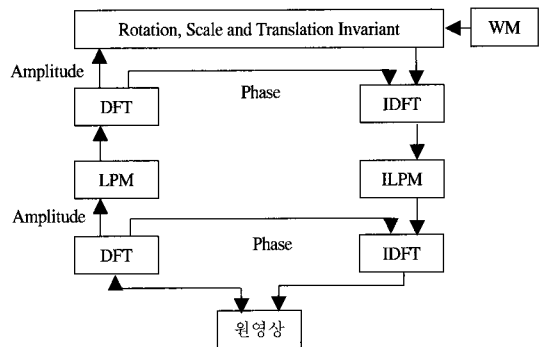 Rotation, Scale and Translation Invariant
WM
Amplitude
DFT
Phase
IDFT
LPM
ILPM
Amplitude
DFT
Phase
IDFT
원영상